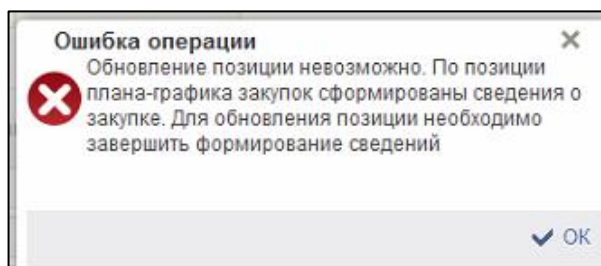 Ошибка операции
Обновление позиции невозможно. По позиции
плана-графика закупок сформированы сведения о
закупке. Для обновления позиции необходимо
завершить формирование сведений
ОК